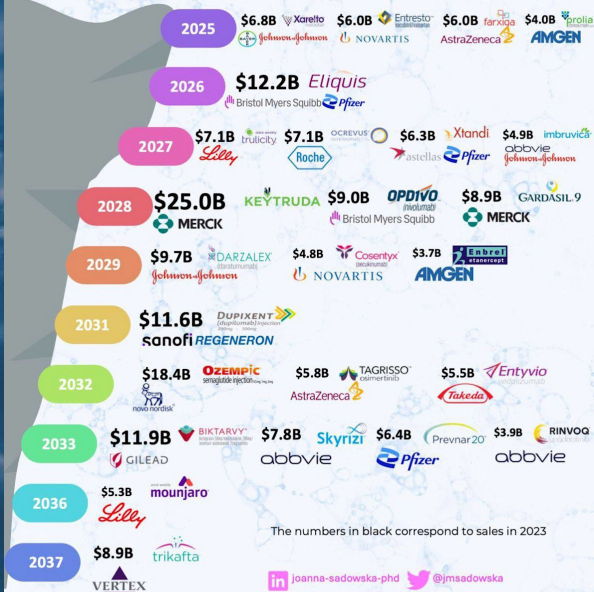 2025
$6.8B Xarelto $6.0B Entresto $6.0B farxiga $4.0B prolia
BAYER Johnson&Johnson NOVARTIS AstraZeneca AMGEN
2026
$12.2B Eliquis
Bristol Myers Squibb Pfizer
2027
$7.1B trulicity $7.1B OCREVUS $6.3B Xtandi $4.9B imbruvica
Lilly Roche astellas Pfizer abbvie
Johnson&Johnson
2028
$25.0B KEYTRUDA $9.0B OPDIVO $8.9B GARDASIL.9
(nivolumab)
MERCK Bristol Myers Squibb MERCK
2029
$9.7B DARZALEX $4.8B Cosentyx $3.7B Enbrel
(daratumumab) (secukinumab) etanercept
Johnson&Johnson NOVARTIS AMGEN
2031
$11.6B DUPIXENT
(dupilumab) Injection
sanofi REGENERON
2032
$18.4B OZEMPIC $5.8B TAGRISSO $5.5B Entyvio
semaglutide injection osimertinib vedolizumab
novo nordisk AstraZeneca Takeda
2033
$11.9B BIKTARVY $7.8B Skyrizi $6.4B Prevnar 20 $3.9B RINVOQ
GILEAD abbvie Pfizer abbvie
2036
$5.3B mounjaro
Lilly
The numbers in black correspond to sales in 2023
2037
$8.9B trikafta
VERTEX
in joanna-sadowska-phd @jmsadowska